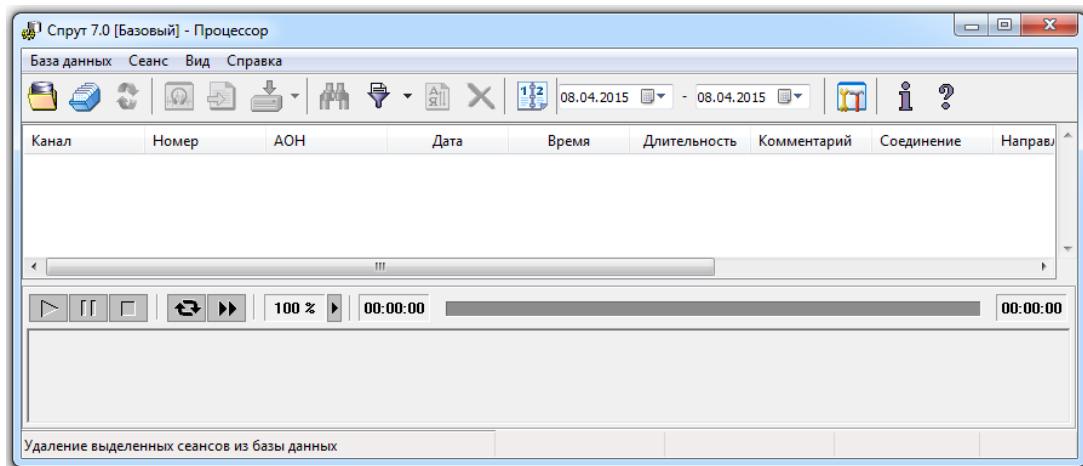 Спрут 7.0 [Базовый] - Процессор
База данных Сеанс Вид Справка
08.04.2015 - 08.04.2015
Канал Номер АОН Дата Время Длительность Комментарий Соединение Направл
100 % 00:00:00 00:00:00
Удаление выделенных сеансов из базы данных